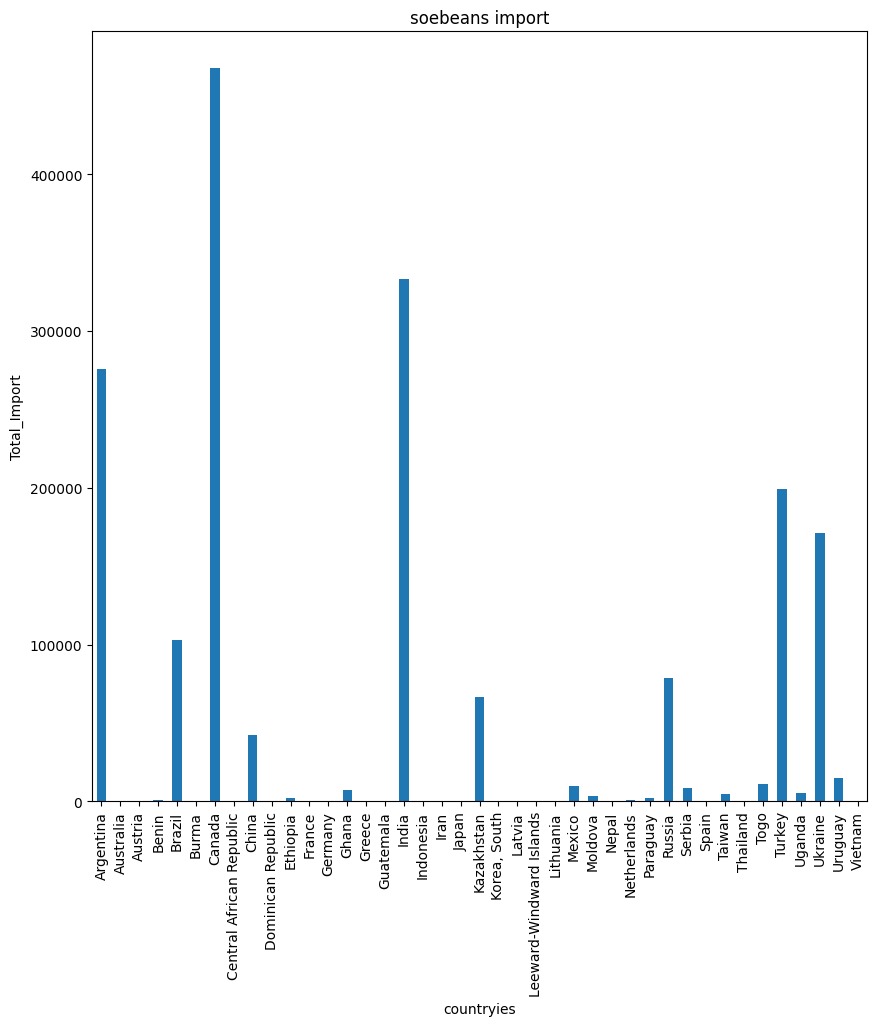 soebeans import
Total_Import
400000
300000
200000
100000
0
Argentina
Australia
Austria
Benin
Brazil
Burma
Canada
Central African Republic
China
Dominican Republic
Ethiopia
France
Germany
Ghana
Greece
Guatemala
India
Indonesia
Iran
Japan
Kazakhstan
Korea, South
Latvia
Leeward-Windward Islands
Lithuania
Mexico
Moldova
Nepal
Netherlands
Paraguay
Russia
Serbia
Spain
Taiwan
Thailand
Togo
Turkey
Uganda
Ukraine
Uruguay
Vietnam
countryies